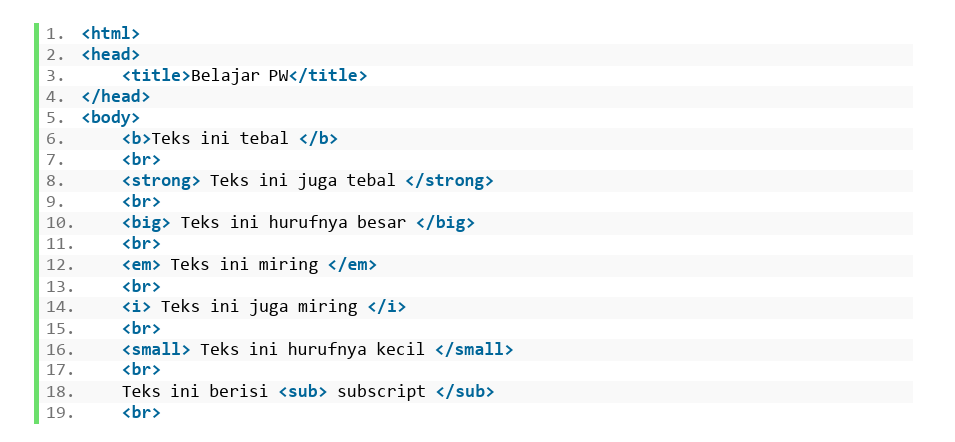 1. <html>
2. <head>
3.     <title>Belajar PW</title>
4. </head>
5. <body>
6.     <b>Teks ini tebal </b>
7.     <br>
8.     <strong> Teks ini juga tebal </strong>
9.     <br>
10.     <big> Teks ini hurufnya besar </big>
11.     <br>
12.     <em> Teks ini miring </em>
13.     <br>
14.     <i> Teks ini juga miring </i>
15.     <br>
16.     <small> Teks ini hurufnya kecil </small>
17.     <br>
18.     Teks ini berisi <sub> subscript </sub>
19.     <br>